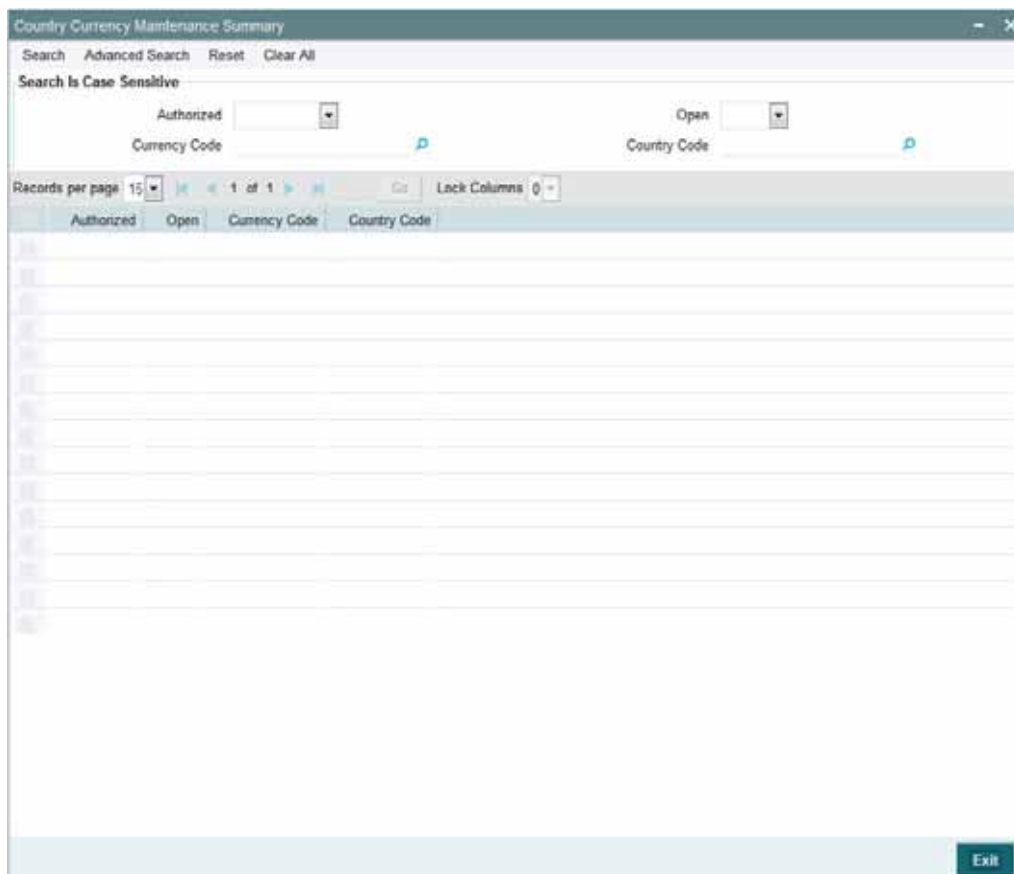 Country Currency Maintenance Summary
Search Advanced Search Reset Clear All
Search Is Case Sensitive
Authorized Open
Currency Code Country Code
Records per page 15 1 of 1 Go Lock Columns 0
Authorized Open Currency Code Country Code
Exit